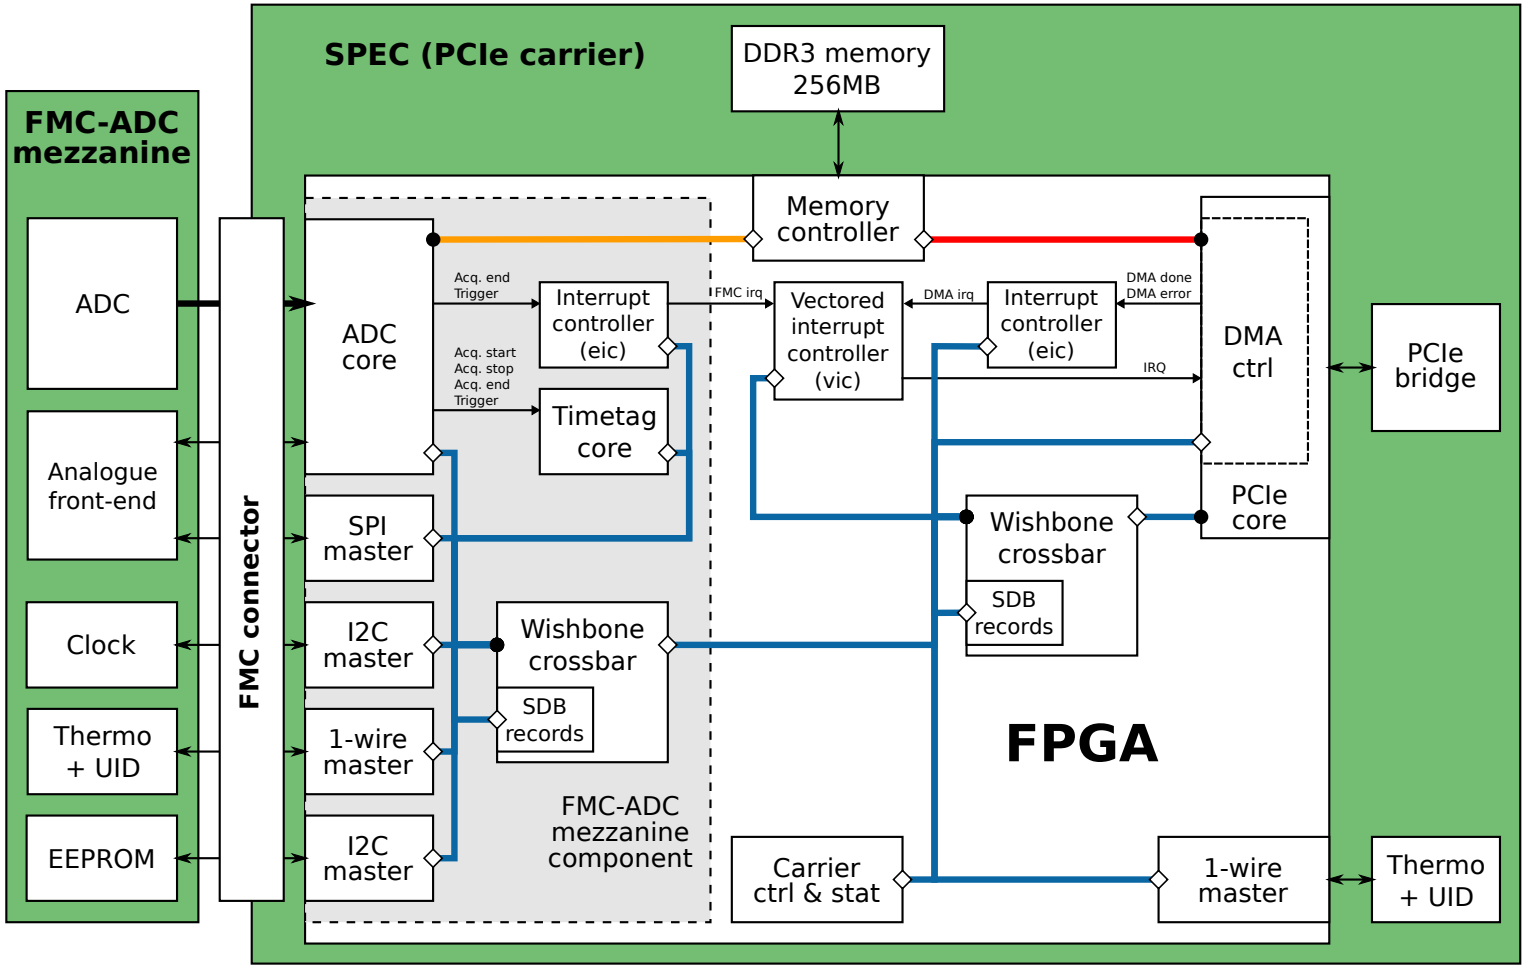 SPEC (PCIe carrier)
DDR3 memory
256MB
FMC-ADC
mezzanine
ADC
Analogue
front-end
Clock
Thermo
+ UID
EEPROM
FMC connector
ADC
core
SPI
master
I2C
master
1-wire
master
I2C
master
Acq. end
Trigger
Acq. start
Acq. stop
Acq. end
Trigger
Interrupt
controller
(eic)
Timetag
core
Wishbone
crossbar
SDB
records
FMC-ADC
mezzanine
component
Memory
controller
FMC irq
Vectored
interrupt
controller
(vic)
DMA irq
Interrupt
controller
(eic)
DMA done
DMA error
IRQ
DMA
ctrl
PCIe
core
Wishbone
crossbar
SDB
records
FPGA
Carrier
ctrl & stat
1-wire
master
PCIe
bridge
Thermo
+ UID